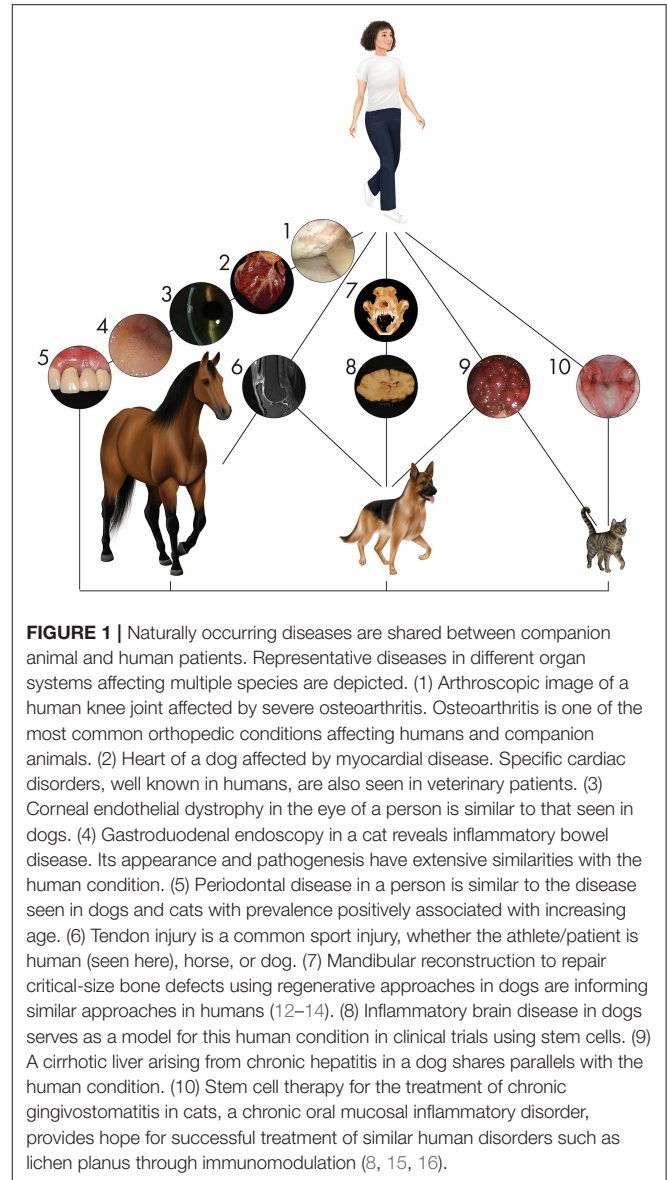 1
2
3
4
5
6
7
8
9
10
FIGURE 1 | Naturally occurring diseases are shared between companion
animal and human patients. Representative diseases in different organ
systems affecting multiple species are depicted. (1) Arthroscopic image of a
human knee joint affected by severe osteoarthritis. Osteoarthritis is one of the
most common orthopedic conditions affecting humans and companion
animals. (2) Heart of a dog affected by myocardial disease. Specific cardiac
disorders, well known in humans, are also seen in veterinary patients. (3)
Corneal endothelial dystrophy in the eye of a person is similar to that seen in
dogs. (4) Gastroduodenal endoscopy in a cat reveals inflammatory bowel
disease. Its appearance and pathogenesis have extensive similarities with the
human condition. (5) Periodontal disease in a person is similar to the disease
seen in dogs and cats with prevalence positively associated with increasing
age. (6) Tendon injury is a common sport injury, whether the athlete/patient is
human (seen here), horse, or dog. (7) Mandibular reconstruction to repair
critical-size bone defects using regenerative approaches in dogs are informing
similar approaches in humans (12–14). (8) Inflammatory brain disease in dogs
serves as a model for this human condition in clinical trials using stem cells. (9)
A cirrhotic liver arising from chronic hepatitis in a dog shares parallels with the
human condition. (10) Stem cell therapy for the treatment of chronic
gingivostomatitis in cats, a chronic oral mucosal inflammatory disorder,
provides hope for successful treatment of similar human disorders such as
lichen planus through immunomodulation (8, 15, 16).